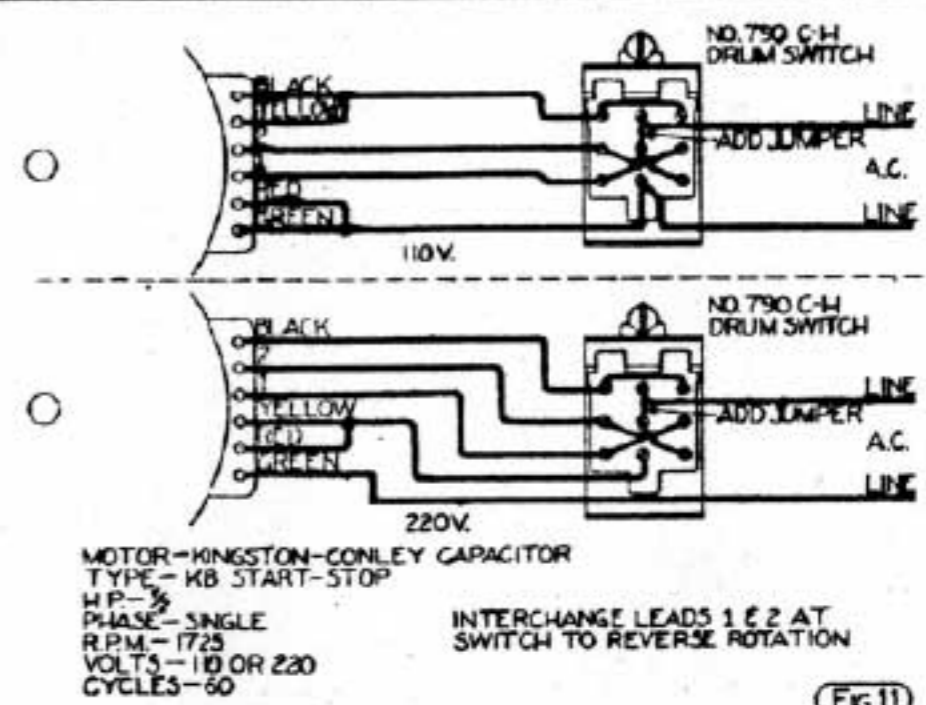 NO. 790 C-H
DRUM SWITCH
BLACK
YELLOW
LINE
ADD JUMPER
A.C.
RED
GREEN
LINE
110V.
NO. 790 C-H
DRUM SWITCH
BLACK
2
1
LINE
YELLOW
ADD JUMPER
RED
A.C.
GREEN
LINE
220V.
MOTOR-KINGSTON-CONLEY CAPACITOR
TYPE- KB START-STOP
H.P.-
PHASE-SINGLE
R.P.M.- 1725
VOLTS-110 OR 220
CYCLES-60
INTERCHANGE LEADS 1 & 2 AT
SWITCH TO REVERSE ROTATION
FIG. 11